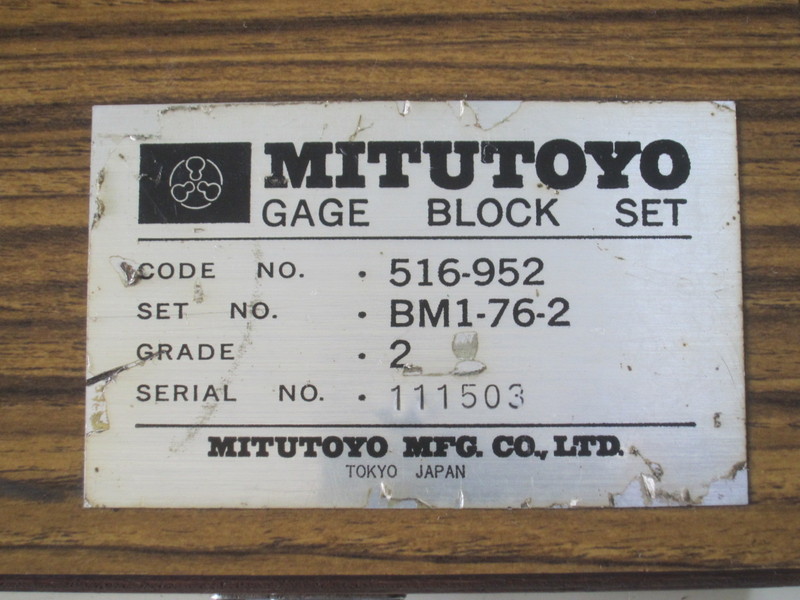 MITUTOYO
GAGE BLOCK SET
CODE NO. · 516-952
SET NO. · BM1-76-2
GRADE · 2
SERIAL NO. · 111503
MITUTOYO MFG. CO., LTD.
TOKYO JAPAN